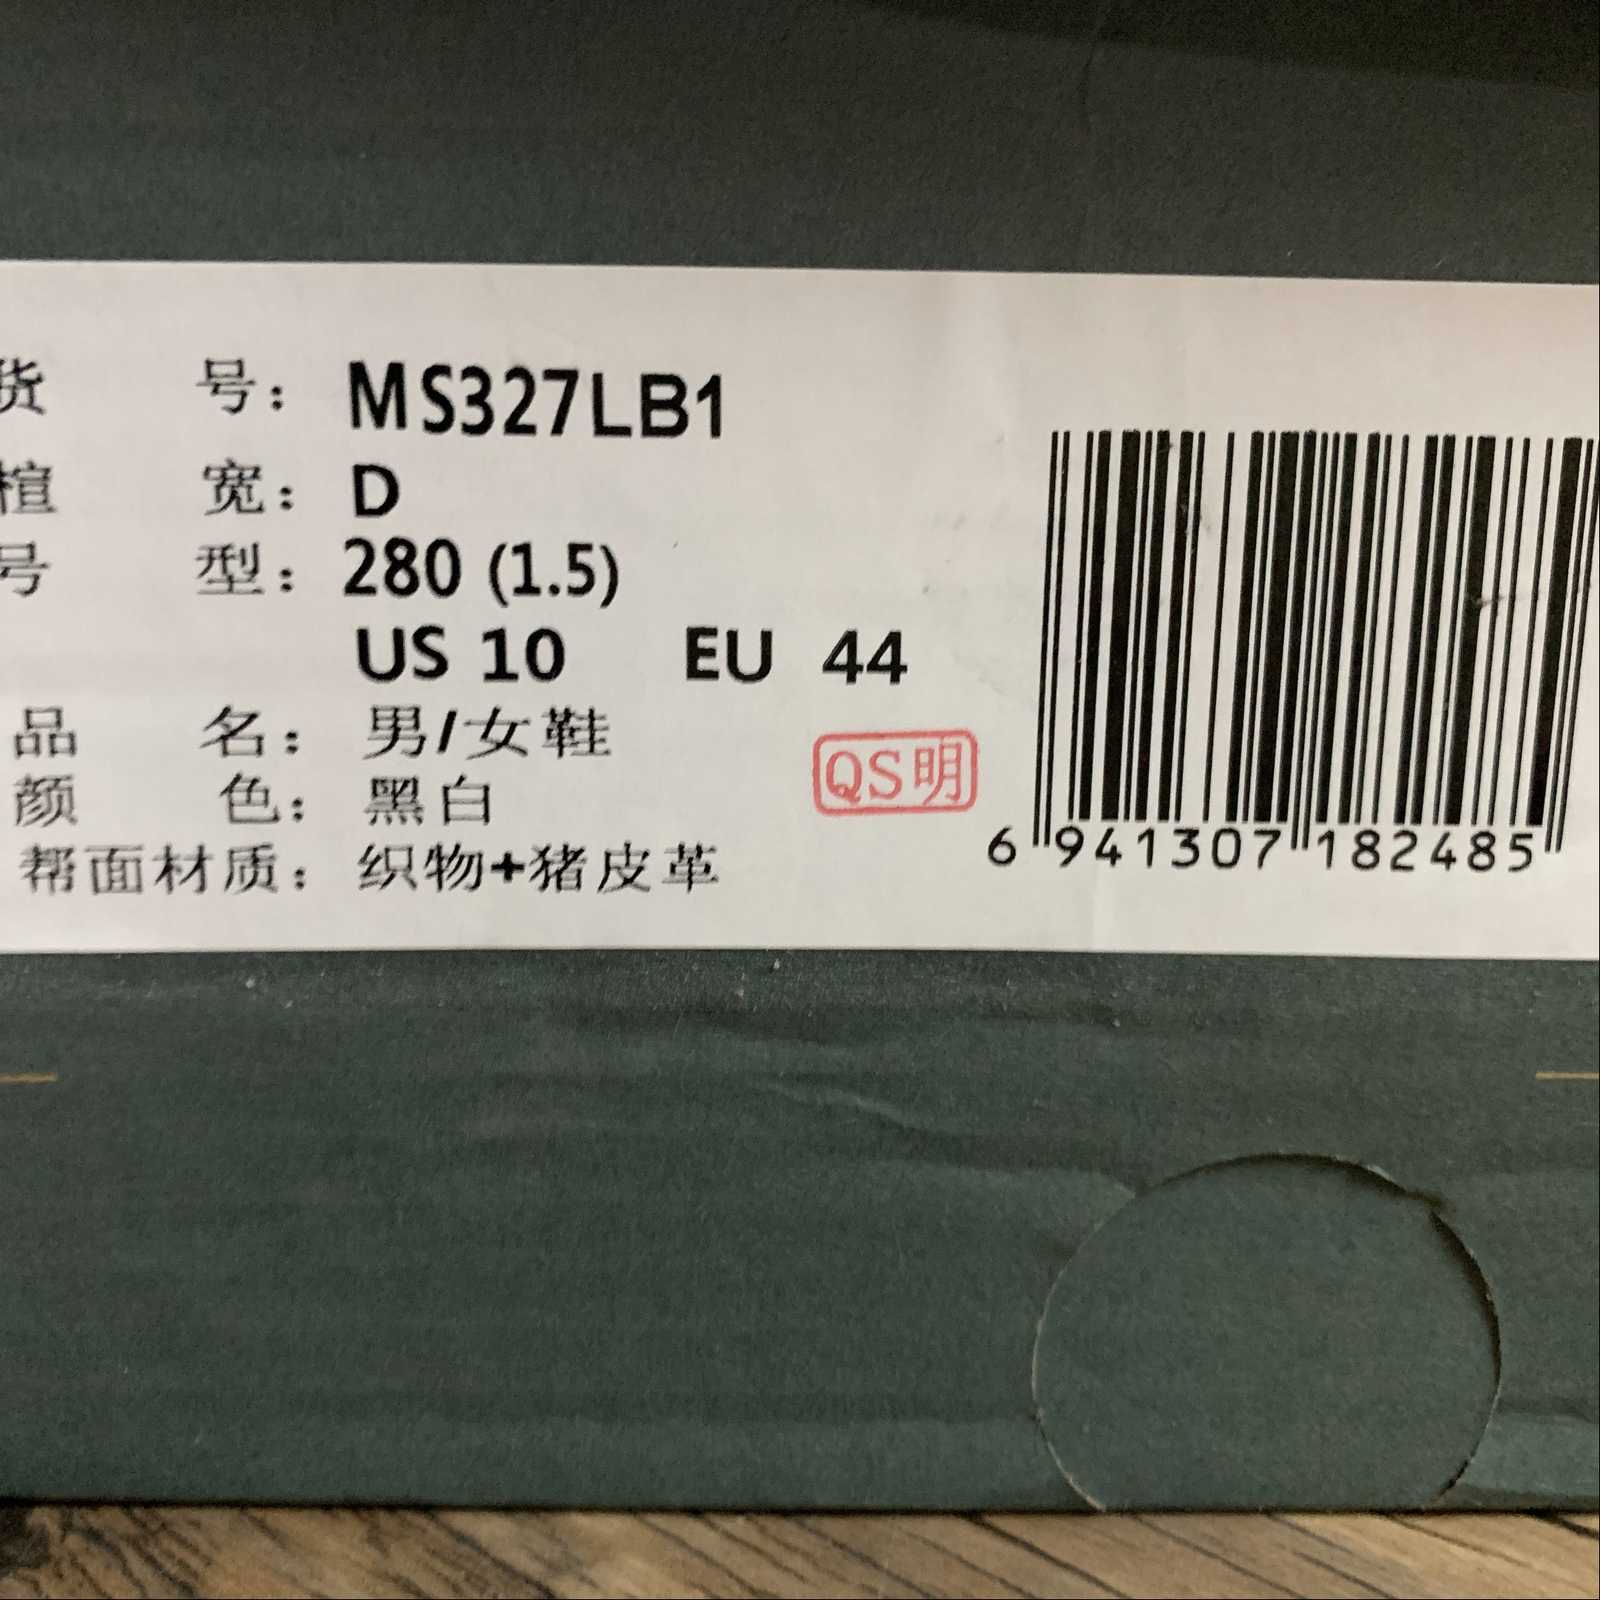 货 号: MS327LB1
楦 宽: D
号 型: 280 (1.5)
US 10 EU 44
品 名: 男/女鞋
颜 色: 黑白
帮面材质: 织物+猪皮革
QS明
6 941307 182485